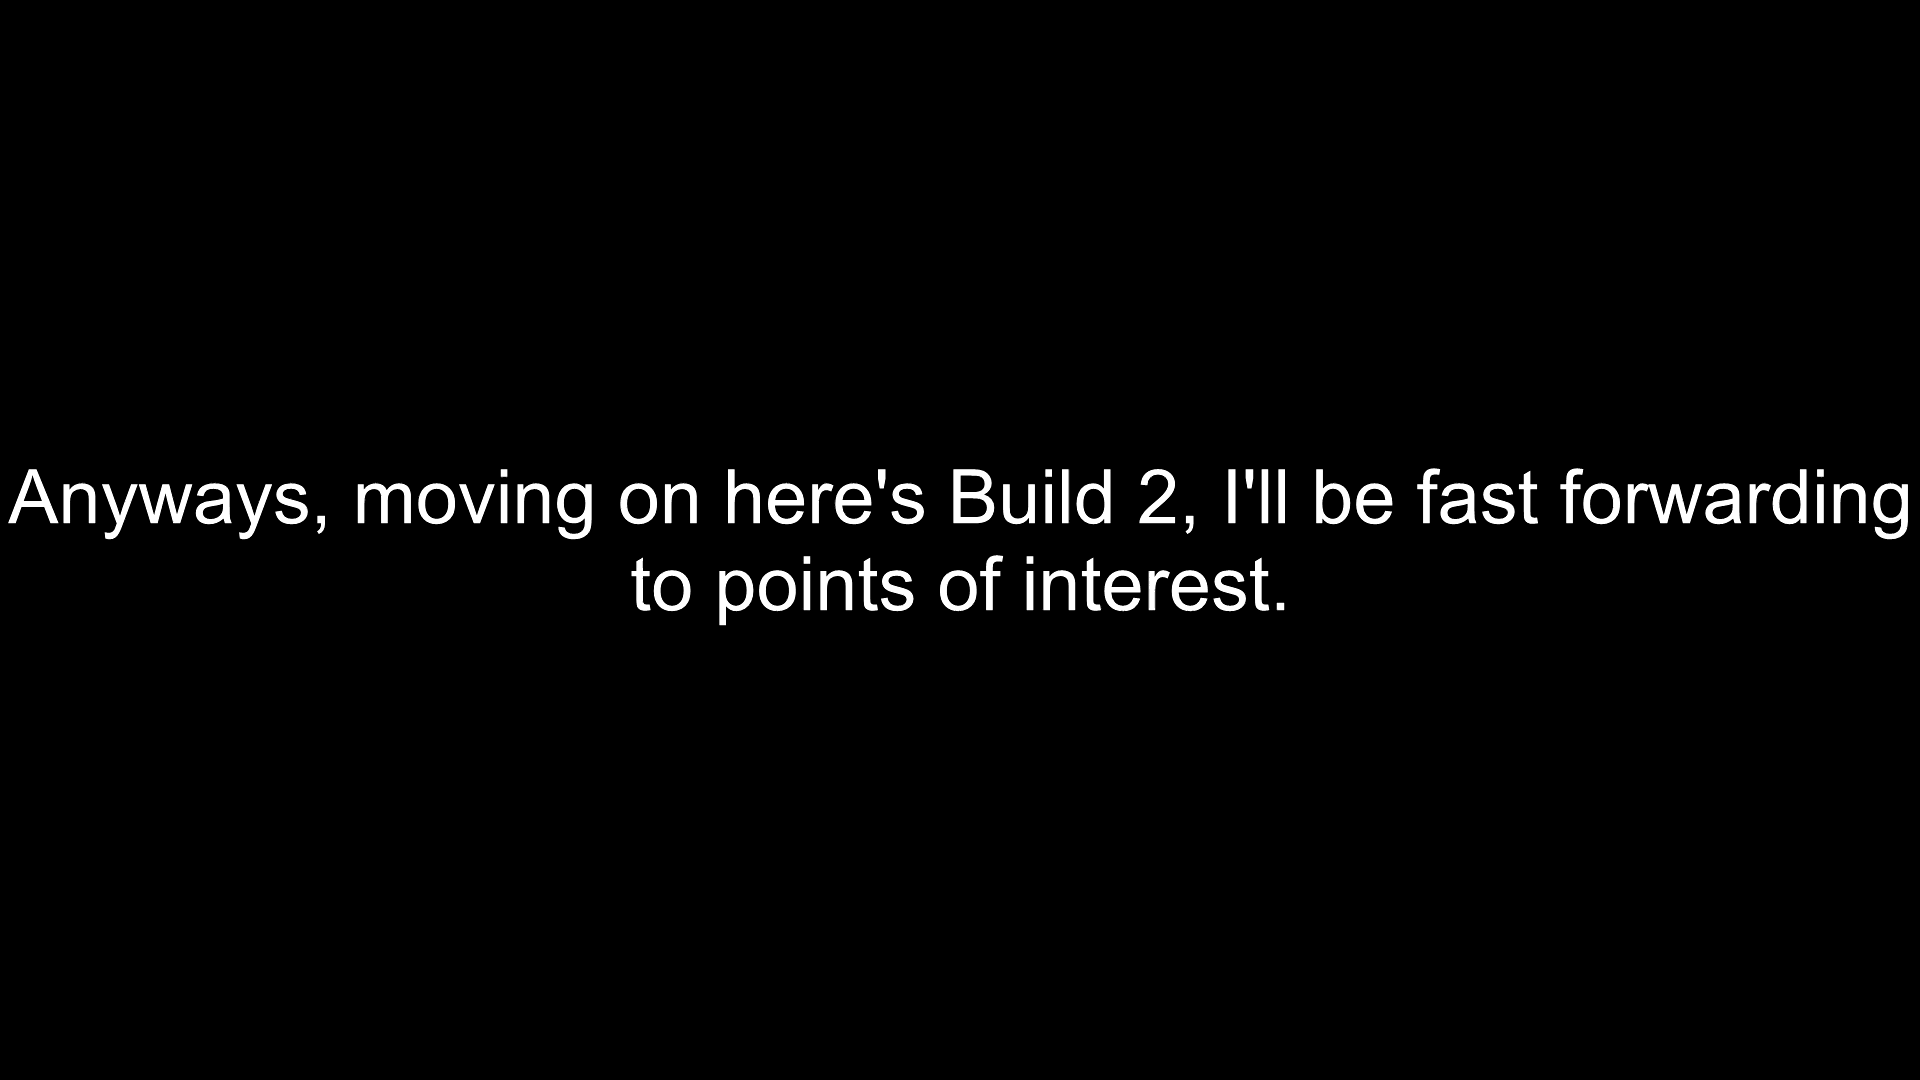 Anyways, moving on here's Build 2, I'll be fast forwarding
to points of interest.